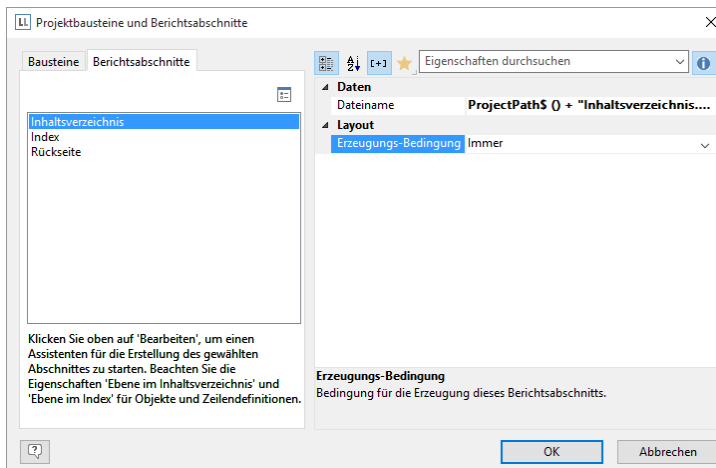 LL Projektbausteine und Berichtsabschnitte
Bausteine Berichtsabschnitte
Inhaltsverzeichnis
Index
Rückseite
Klicken Sie oben auf 'Bearbeiten', um einen
Assistenten für die Erstellung des gewählten
Abschnittes zu starten. Beachten Sie die
Eigenschaften 'Ebene im Inhaltsverzeichnis' und
'Ebene im Index' für Objekte und Zeilendefinitionen.
Eigenschaften durchsuchen
Daten
Dateiname ProjectPath$ () + "Inhaltsverzeichnis....
Layout
Erzeugungs-Bedingung Immer
Erzeugungs-Bedingung
Bedingung für die Erzeugung dieses Berichtsabschnitts.
OK Abbrechen